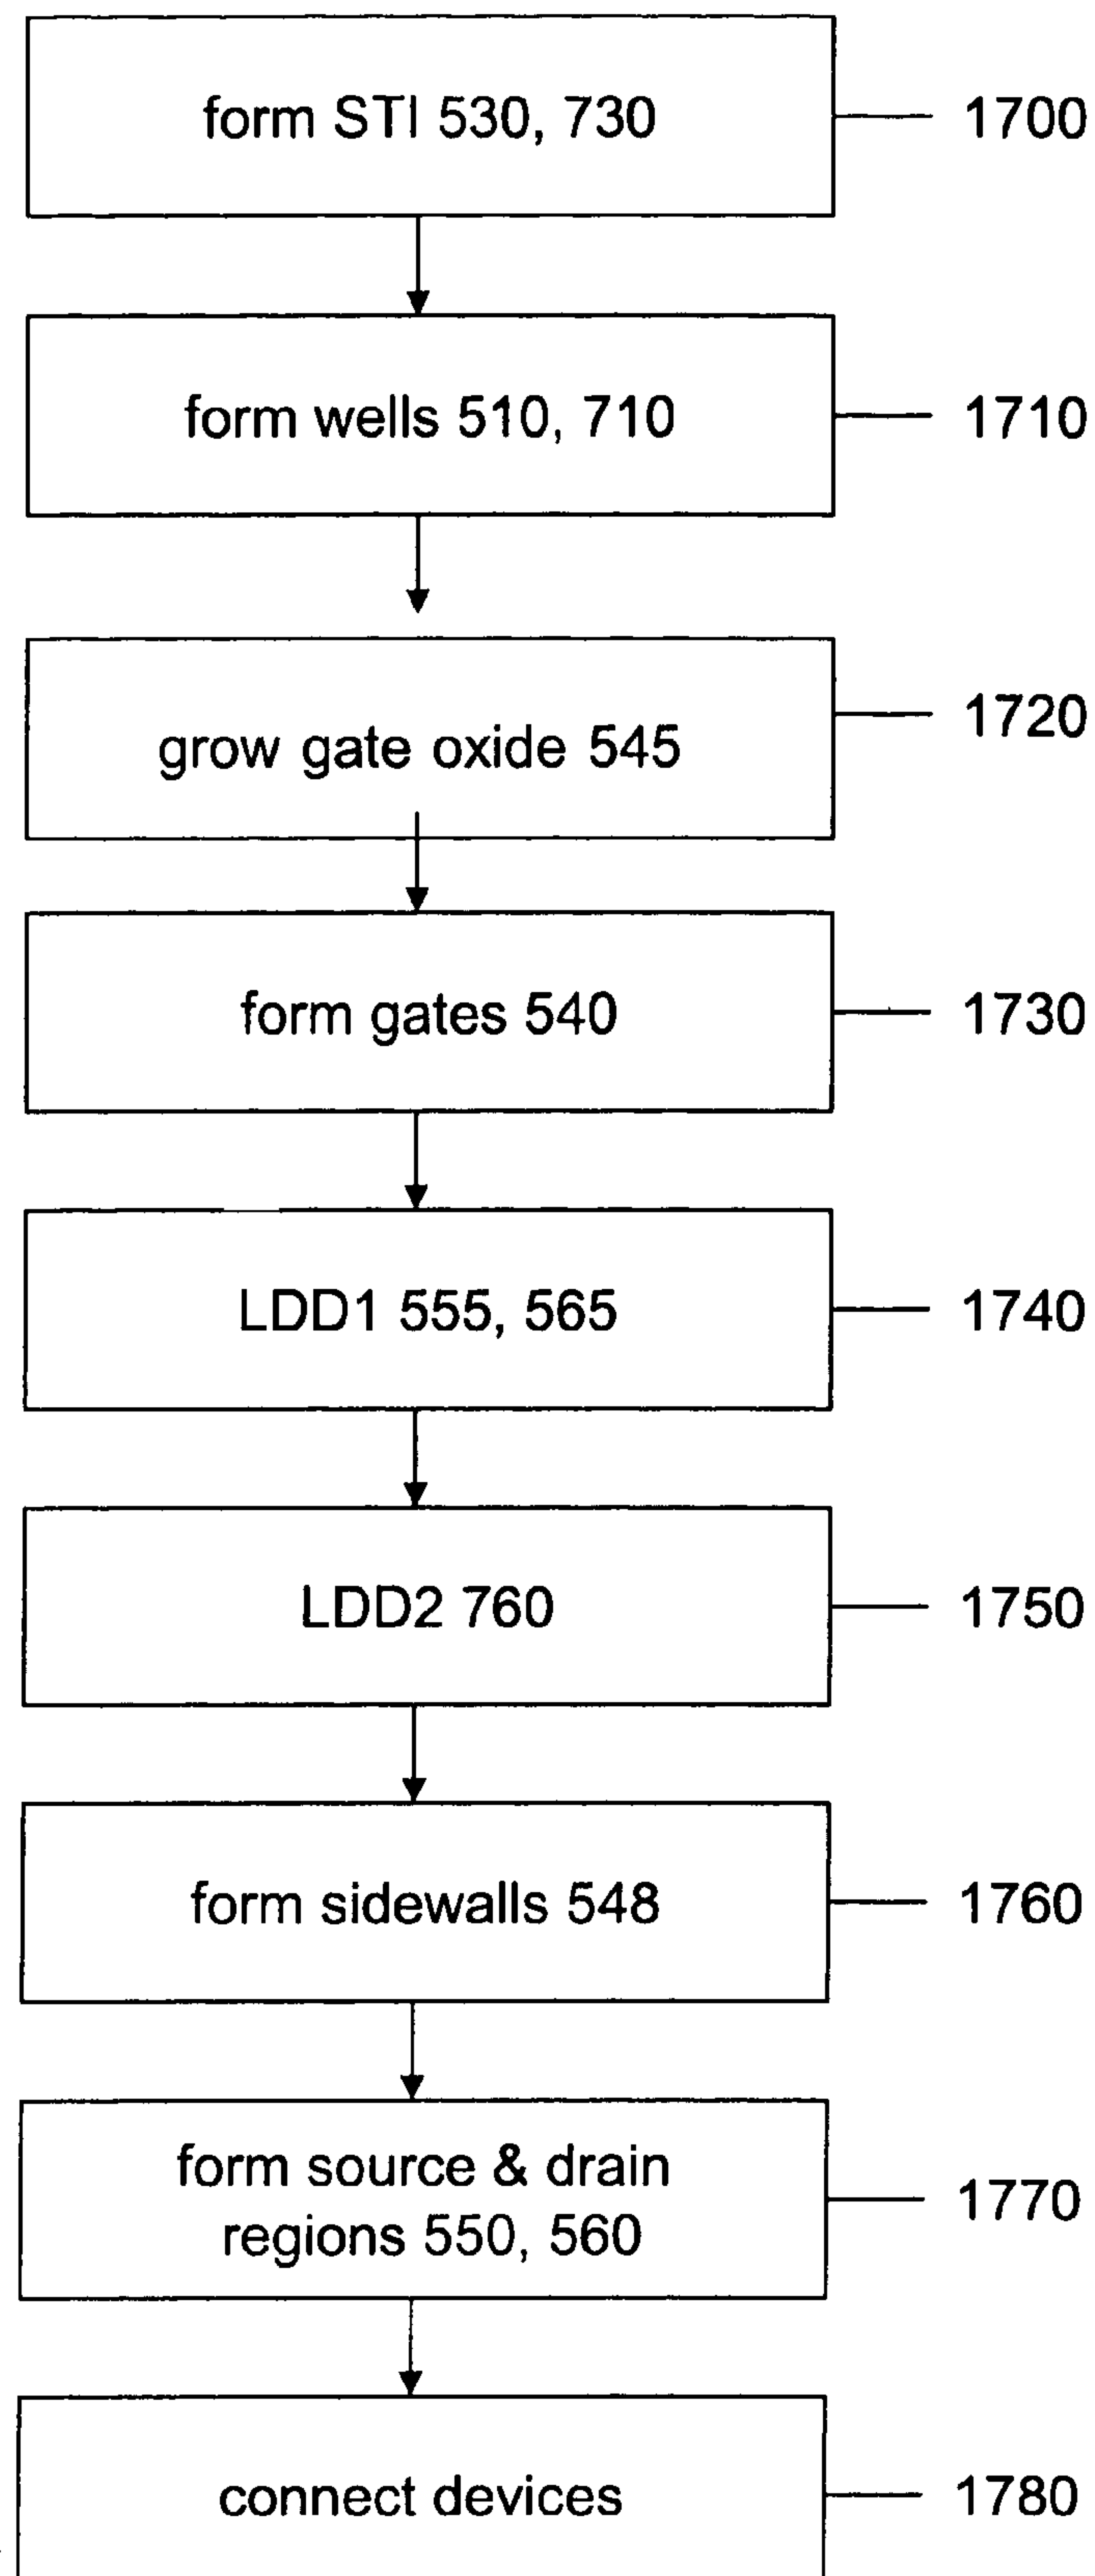 form STI 530, 730
1700
form wells 510, 710
1710
grow gate oxide 545
1720
form gates 540
1730
LDD1 555, 565
1740
LDD2 760
1750
form sidewalls 548
1760
form source & drain
regions 550, 560
1770
connect devices
1780